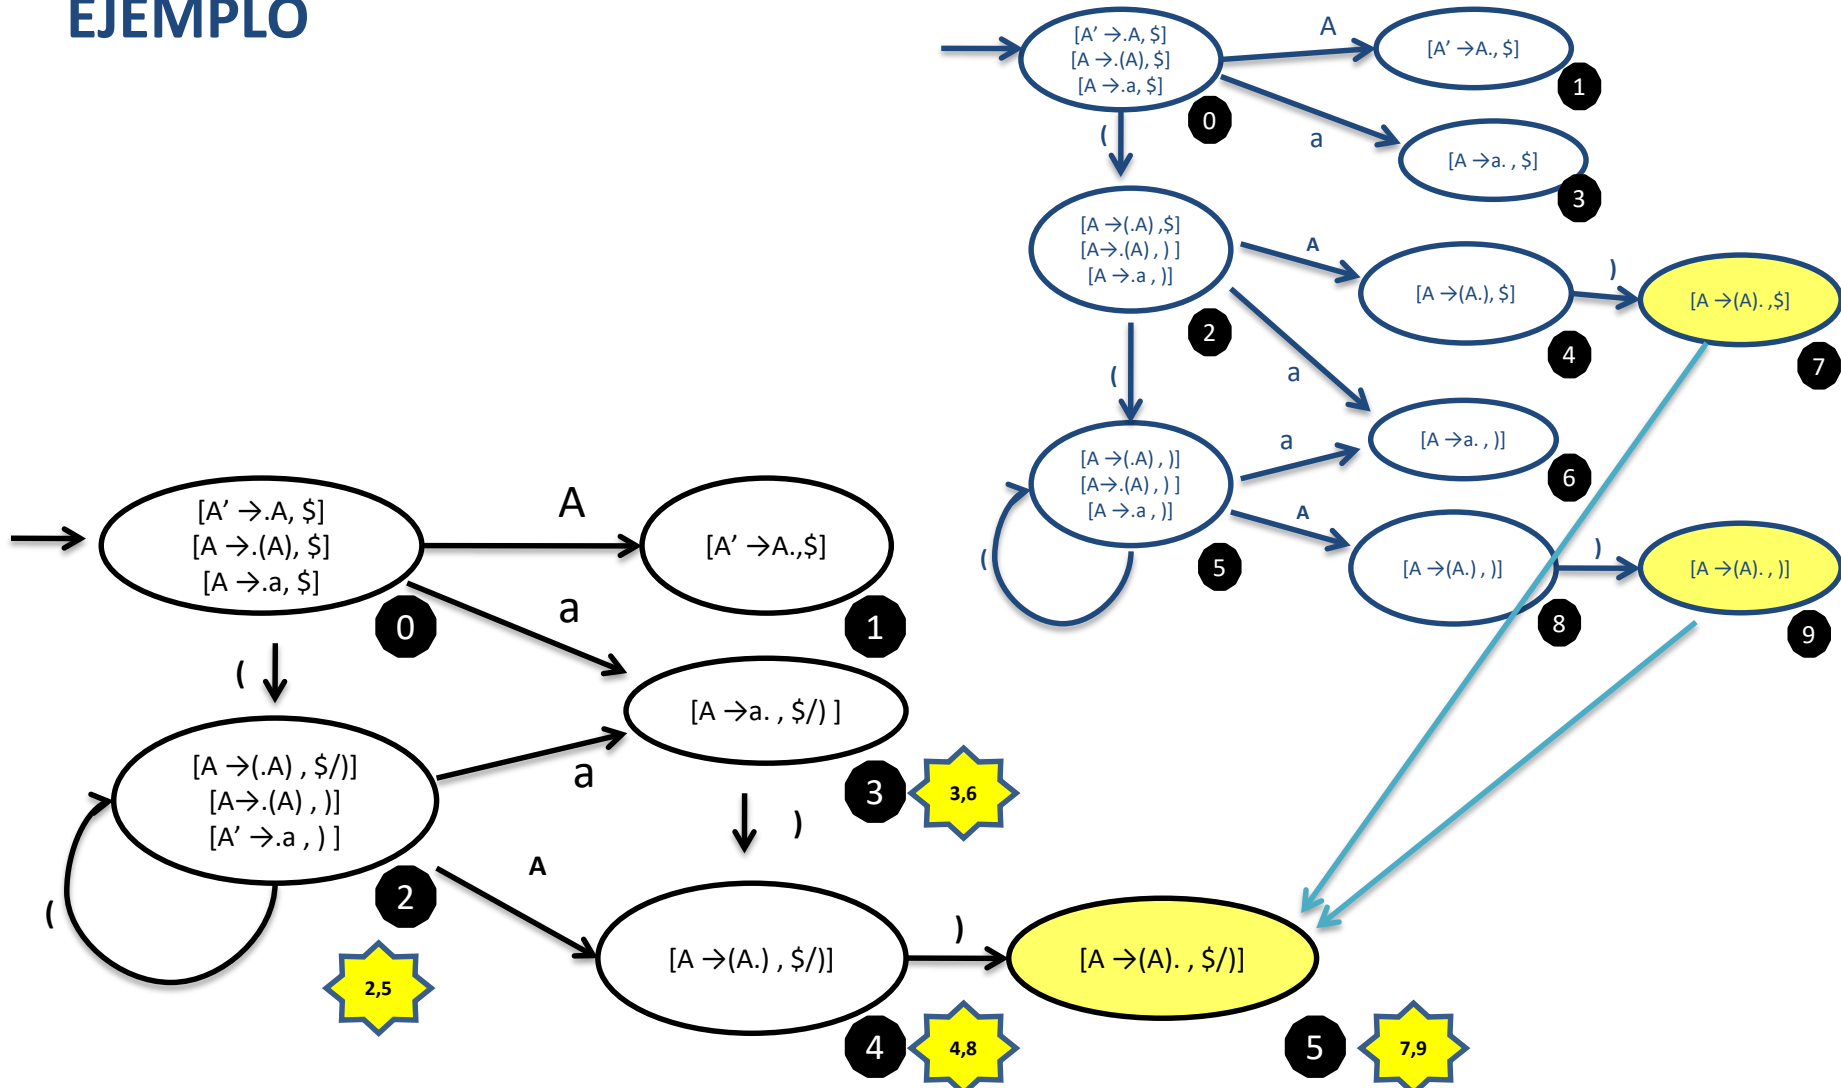 EJEMPLO
[A' →.A, $]
[A →.(A), $]
[A →.a, $]
0
A
[A' →A., $]
1
a
[A →a. , $]
3
(
[A →(.A) ,$]
[A→.(A) , ) ]
[A →.a , )]
2
A
[A →(A.), $]
4
)
[A →(A). ,$]
7
a
(
[A →(.A) , )]
[A→.(A) , ) ]
[A →.a , )]
5
a
[A →a. , )]
6
A
(
[A →(A.) , )]
8
)
[A →(A). , )]
9
[A' →.A, $]
[A →.(A), $]
[A →.a, $]
0
A
[A' →A.,$]
1
a
(
[A →a. , $/) ]
3
3,6
[A →(.A) , $/)]
[A→.(A) , )]
[A' →.a , ) ]
2
2,5
a
)
A
(
[A →(A.) , $/)]
4
4,8
)
[A →(A). , $/)]
5
7,9